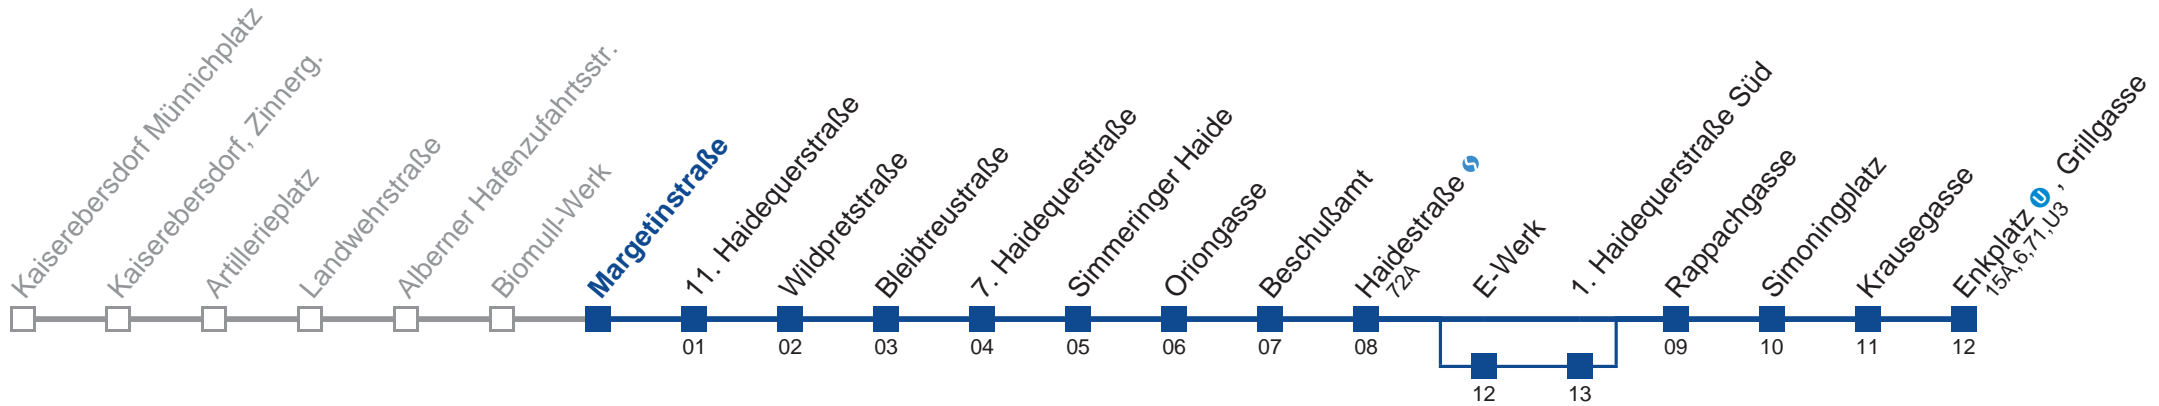 Kaiserebersdorf Münnichplatz
Kaiserebersdorf, Zinnerg.
Artillerieplatz
Landwehrstraße
Alberner Hafenzufahrtsstr.
Biomull-Werk
Margetinstraße
11. Haidequerstraße
01
Wildpretstraße
02
Bleibtreustraße
03
7. Haidequerstraße
04
Simmeringer Haide
05
Oriongasse
06
Beschußamt
07
Haidestraße S
72A
08
E-Werk
12
1. Haidequerstraße Süd
13
Rappachgasse
09
Simoningplatz
10
Krausegasse
11
Enkplatz U , Grillgasse
15A,6,71,U3
12